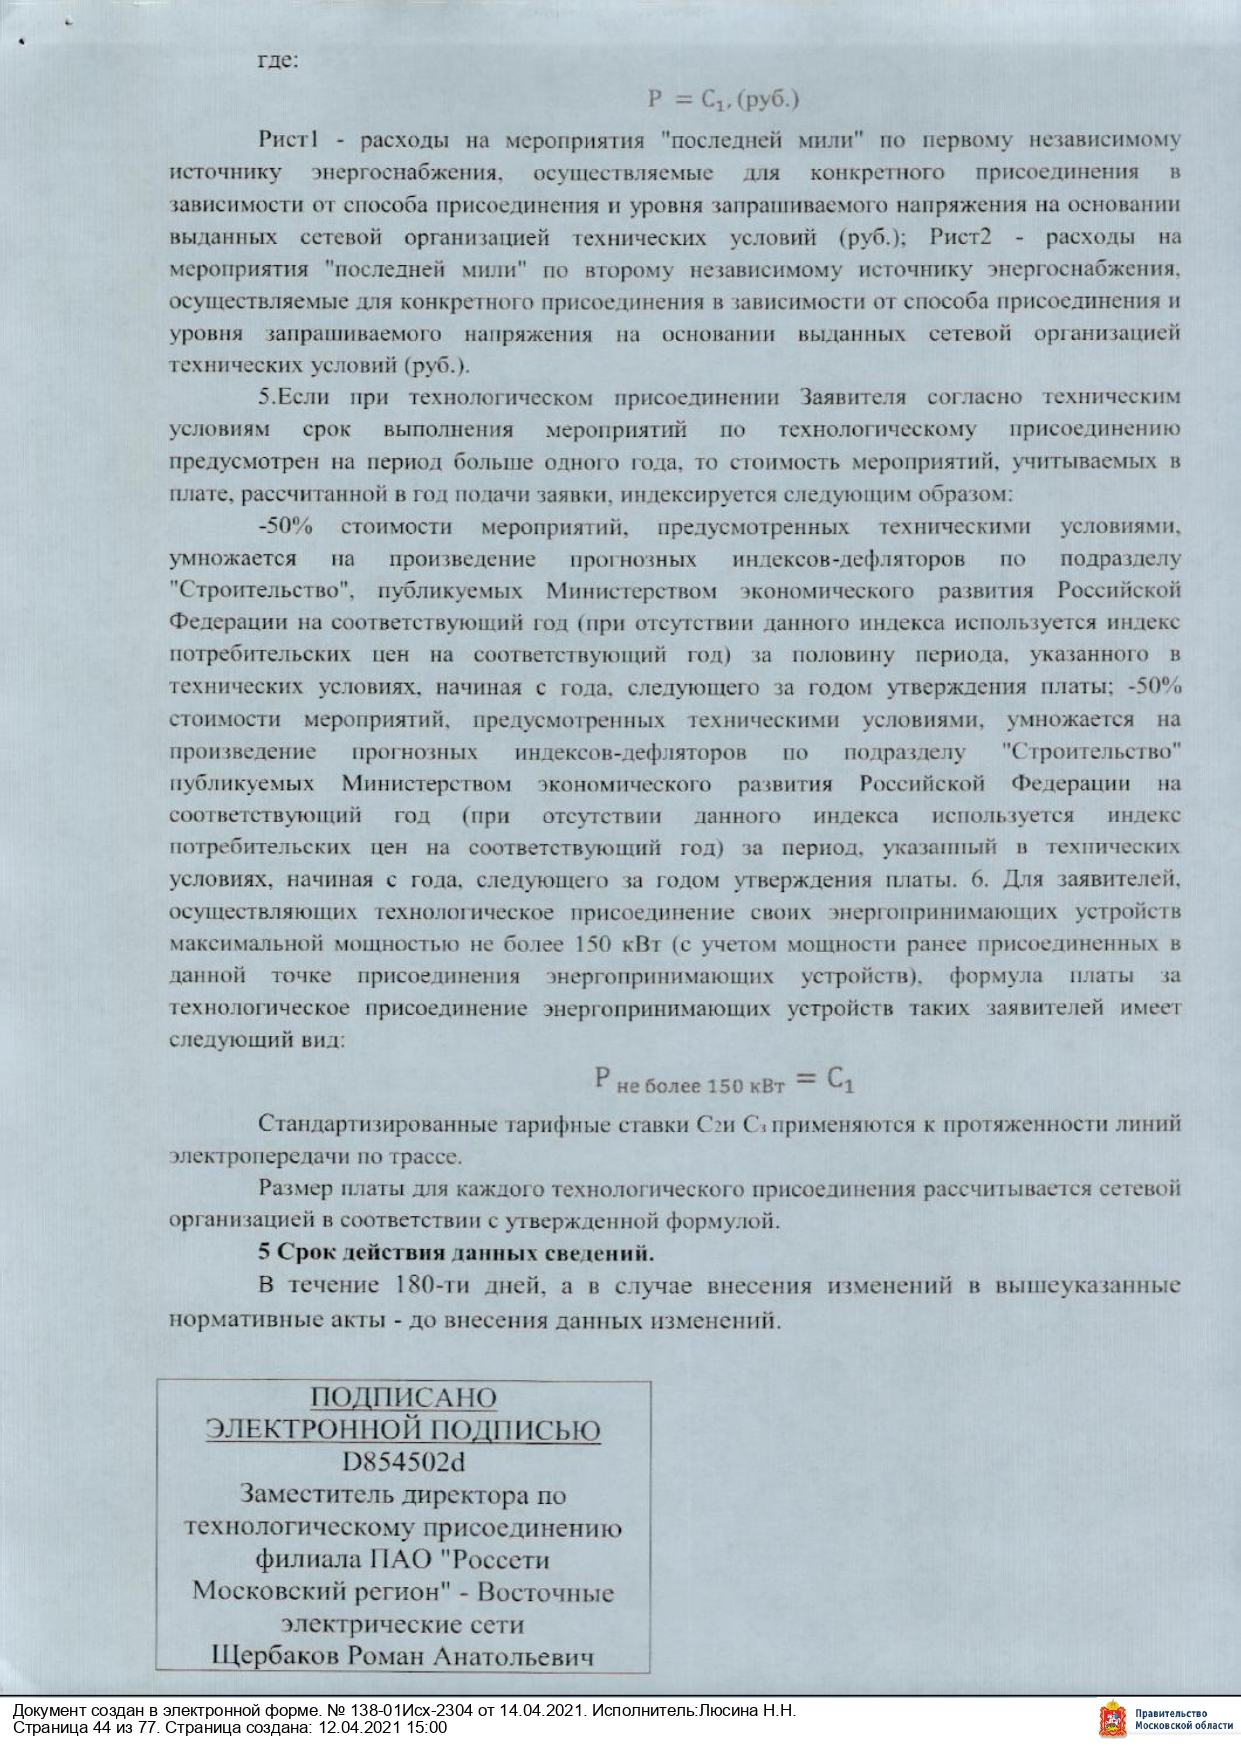 где:
P = C₁, (руб.)
Рист1 - расходы на мероприятия "последней мили" по первому независимому
источнику энергоснабжения, осуществляемые для конкретного присоединения в
зависимости от способа присоединения и уровня запрашиваемого напряжения на основании
выданных сетевой организацией технических условий (руб.); Рист2 - расходы на
мероприятия "последней мили" по второму независимому источнику энергоснабжения,
осуществляемые для конкретного присоединения в зависимости от способа присоединения и
уровня запрашиваемого напряжения на основании выданных сетевой организацией
технических условий (руб.).
5.Если при технологическом присоединении Заявителя согласно техническим
условиям срок выполнения мероприятий по технологическому присоединению
предусмотрен на период больше одного года, то стоимость мероприятий, учитываемых в
плате, рассчитанной в год подачи заявки, индексируется следующим образом:
-50% стоимости мероприятий, предусмотренных техническими условиями,
умножается на произведение прогнозных индексов-дефляторов по подразделу
"Строительство", публикуемых Министерством экономического развития Российской
Федерации на соответствующий год (при отсутствии данного индекса используется индекс
потребительских цен на соответствующий год) за половину периода, указанного в
технических условиях, начиная с года, следующего за годом утверждения платы; -50%
стоимости мероприятий, предусмотренных техническими условиями, умножается на
произведение прогнозных индексов-дефляторов по подразделу "Строительство"
публикуемых Министерством экономического развития Российской Федерации на
соответствующий год (при отсутствии данного индекса используется индекс
потребительских цен на соответствующий год) за период, указанный в технических
условиях, начиная с года, следующего за годом утверждения платы. 6. Для заявителей,
осуществляющих технологическое присоединение своих энергопринимающих устройств
максимальной мощностью не более 150 кВт (с учетом мощности ранее присоединенных в
данной точке присоединения энергопринимающих устройств), формула платы за
технологическое присоединение энергопринимающих устройств таких заявителей имеет
следующий вид:
P не более 150 кВт = C₁
Стандартизированные тарифные ставки С₂и С₃ применяются к протяженности линий
электропередачи по трассе.
Размер платы для каждого технологического присоединения рассчитывается сетевой
организацией в соответствии с утвержденной формулой.
5 Срок действия данных сведений.
В течение 180-ти дней, а в случае внесения изменений в вышеуказанные
нормативные акты - до внесения данных изменений.
ПОДПИСАНО
ЭЛЕКТРОННОЙ ПОДПИСЬЮ
D854502d
Заместитель директора по
технологическому присоединению
филиала ПАО "Россети
Московский регион" - Восточные
электрические сети
Щербаков Роман Анатольевич
Документ создан в электронной форме. № 138-01Исх-2304 от 14.04.2021. Исполнитель:Люсина Н.Н.
Страница 44 из 77. Страница создана: 12.04.2021 15:00
Правительство
Московской области